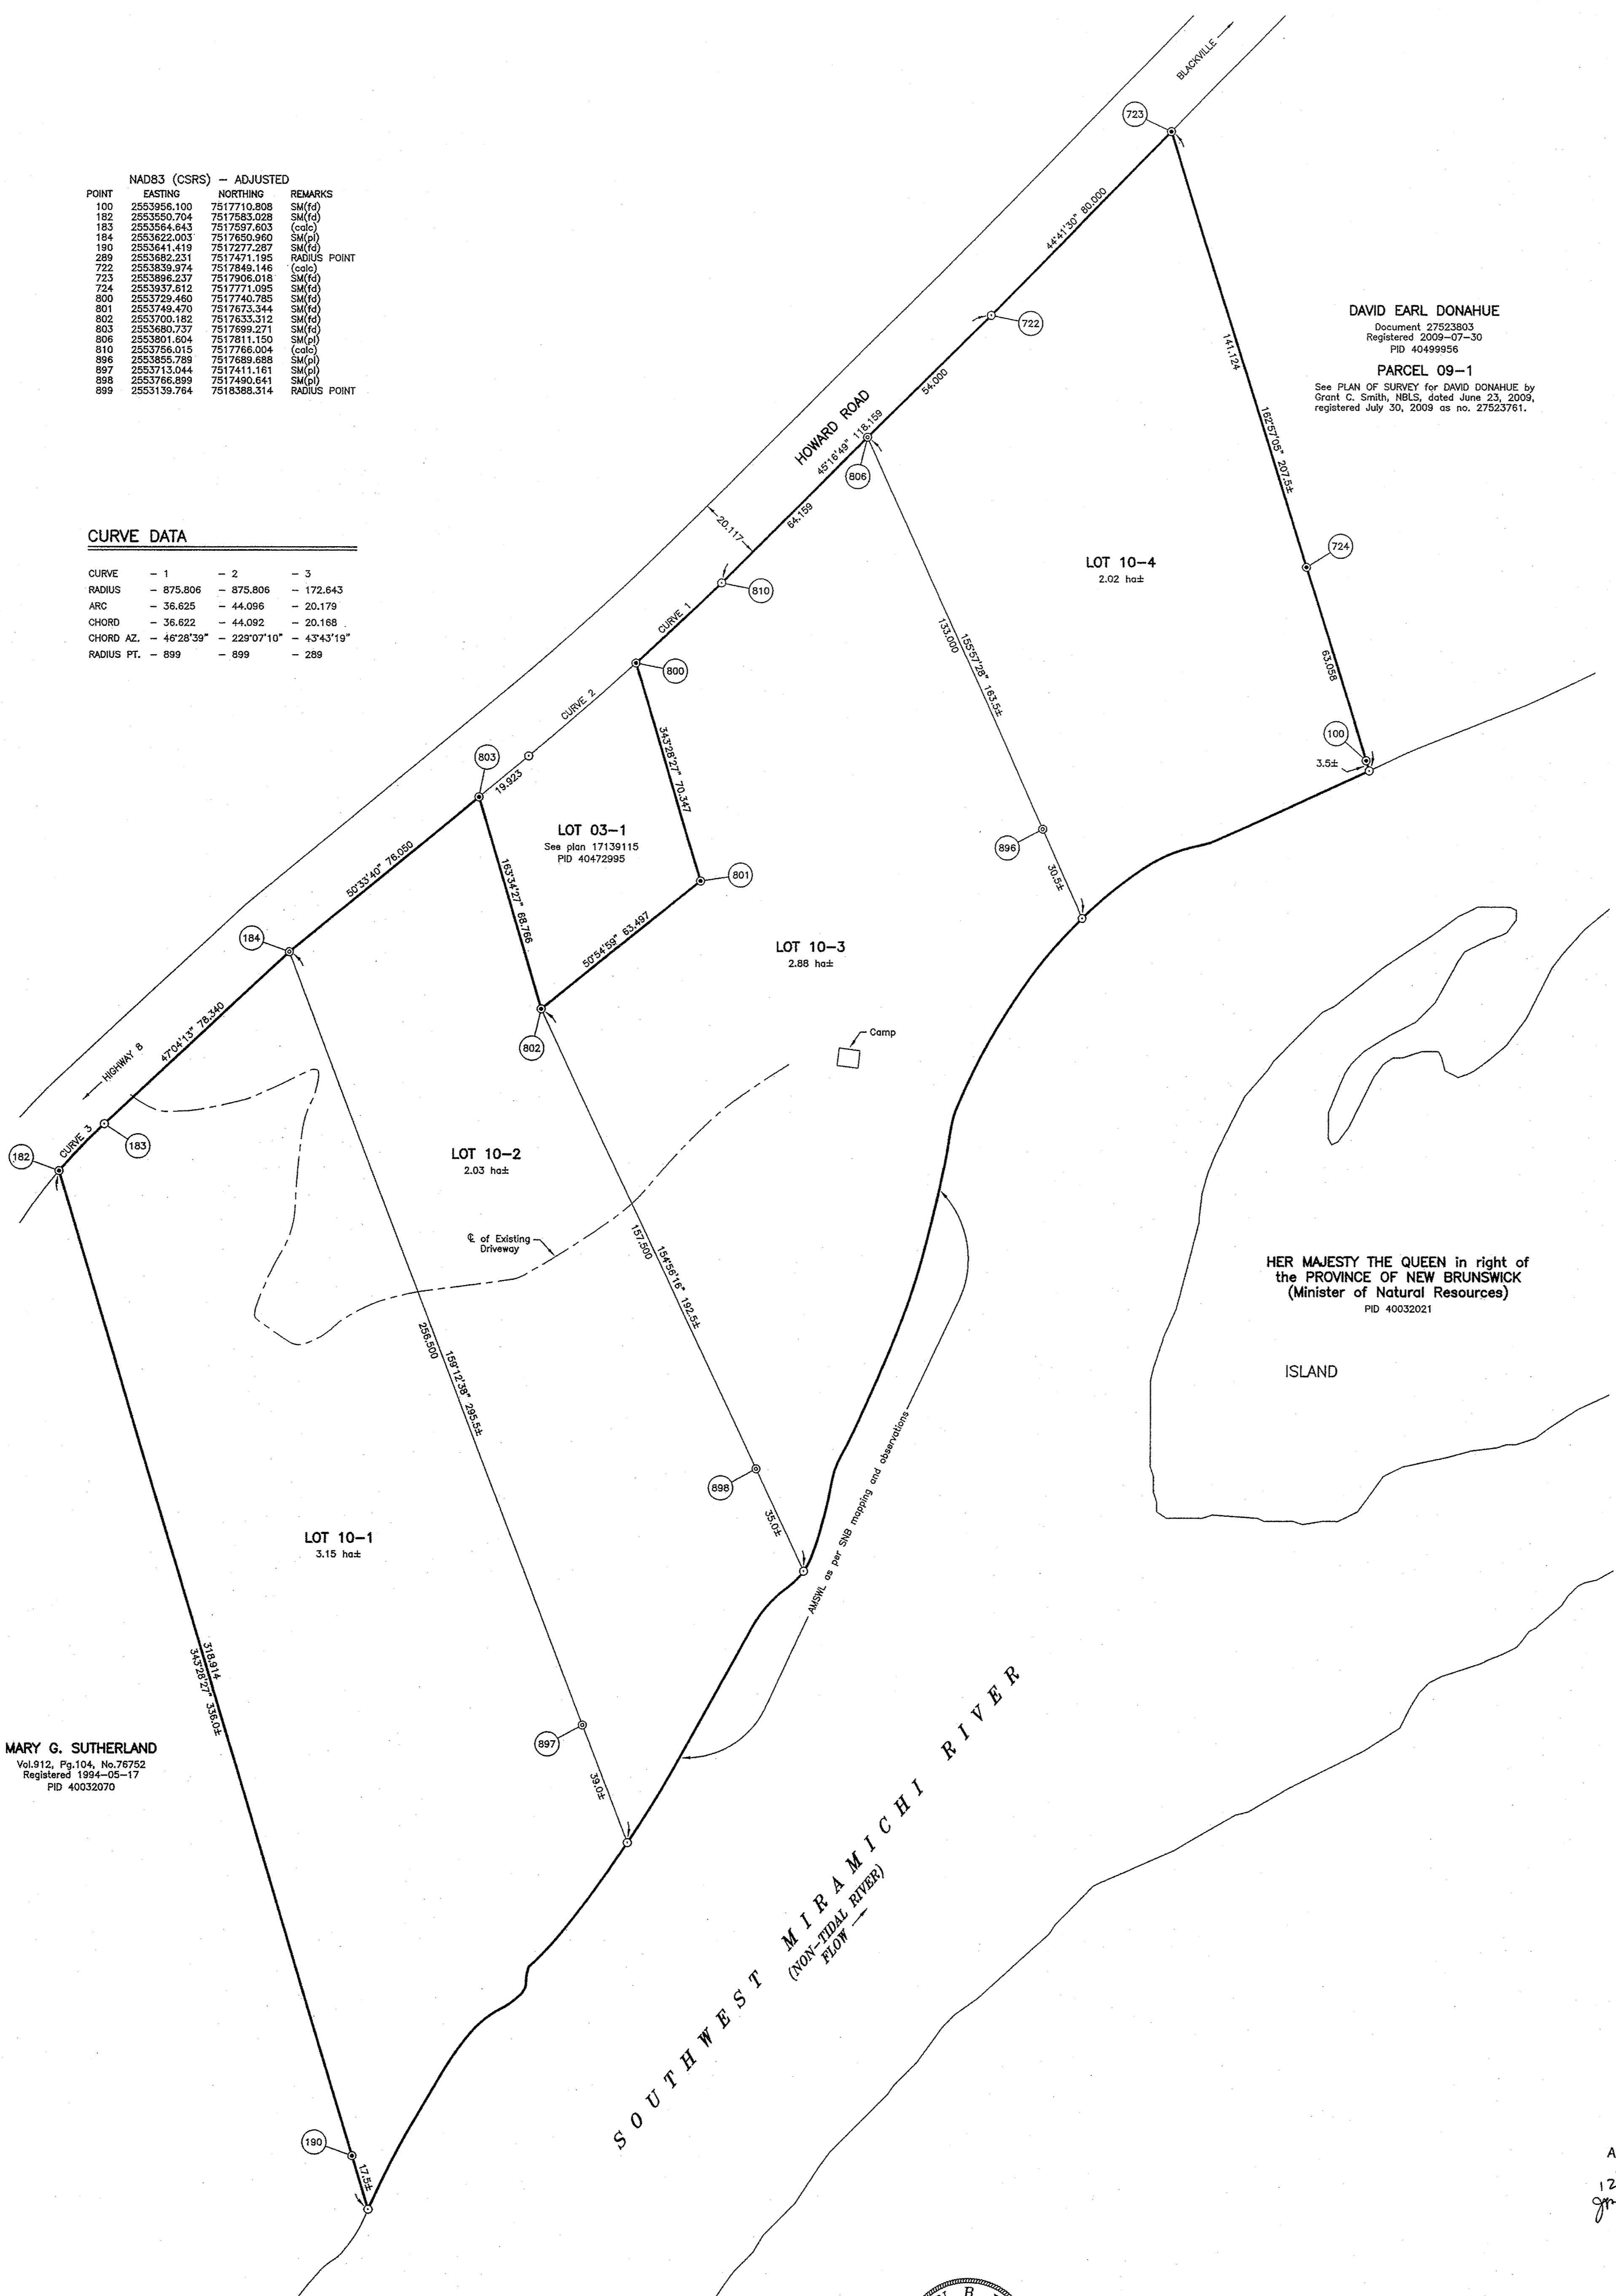 BLACKVILLE
723
NAD83 (CSRS) – ADJUSTED
POINT EASTING NORTHING REMARKS
100 2553956.100 7517710.808 SM(fd)
182 2553550.704 7517583.028 SM(fd)
183 2553564.643 7517597.603 (calc)
184 2553622.003 7517650.960 SM(pl)
190 2553641.419 7517277.287 SM(fd)
289 2553682.231 7517471.195 RADIUS POINT
722 2553839.974 7517849.146 (calc)
723 2553896.237 7517906.018 SM(fd)
724 2553937.612 7517771.095 SM(fd)
800 2553729.460 7517740.785 SM(fd)
801 2553749.470 7517673.344 SM(fd)
802 2553700.182 7517633.312 SM(fd)
803 2553680.737 7517699.271 SM(fd)
806 2553801.604 7517811.150 SM(pl)
810 2553756.015 7517766.004 (calc)
896 2553855.789 7517689.688 SM(pl)
897 2553713.044 7517411.161 SM(pl)
898 2553766.899 7517490.641 SM(pl)
899 2553139.764 7518388.314 RADIUS POINT
44°41'30" 80.000
722
DAVID EARL DONAHUE
Document 27523803
Registered 2009–07–30
PID 40499956
PARCEL 09–1
See PLAN OF SURVEY for DAVID DONAHUE by
Grant C. Smith, NBLS, dated June 23, 2009,
registered July 30, 2009 as no. 27523761.
141.124
162°57'05" 207.5±
54.000
HOWARD ROAD
45°16'49" 118.159
806
64.159
20.117
CURVE DATA
CURVE – 1 – 2 – 3
RADIUS – 875.806 – 875.806 – 172.643
ARC – 36.625 – 44.096 – 20.179
CHORD – 36.622 – 44.092 – 20.168
CHORD AZ. – 46°28'39" – 229°07'10" – 43°43'19"
RADIUS PT. – 899 – 899 – 289
724
LOT 10–4
2.02 ha±
810
CURVE 1
133.000
155°57'28" 163.5±
63.058
800
CURVE 2
343°28'27" 70.347
100
3.5±
803
19.923
LOT 03–1
See plan 17139115
PID 40472995
896
30.5±
50°33'40" 76.050
163°34'27" 68.766
801
50°54'59" 63.497
184
LOT 10–3
2.88 ha±
47°04'13" 78.340
802
Camp
HIGHWAY 8
CURVE 3
183
182
LOT 10–2
2.03 ha±
℄ of Existing
Driveway
157.500
154°56'16" 192.5±
HER MAJESTY THE QUEEN in right of
the PROVINCE OF NEW BRUNSWICK
(Minister of Natural Resources)
PID 40032021
ISLAND
256.500
159°12'38" 295.5±
898
35.0±
AMSWL as per SNB mapping and observations
LOT 10–1
3.15 ha±
318.914
343°28'27" 336.0±
897
39.0±
MARY G. SUTHERLAND
Vol.912, Pg.104, No.76752
Registered 1994–05–17
PID 40032070
SOUTHWEST MIRAMICHI RIVER
(NON–TIDAL RIVER)
FLOW
190
17.5±
A
12
R